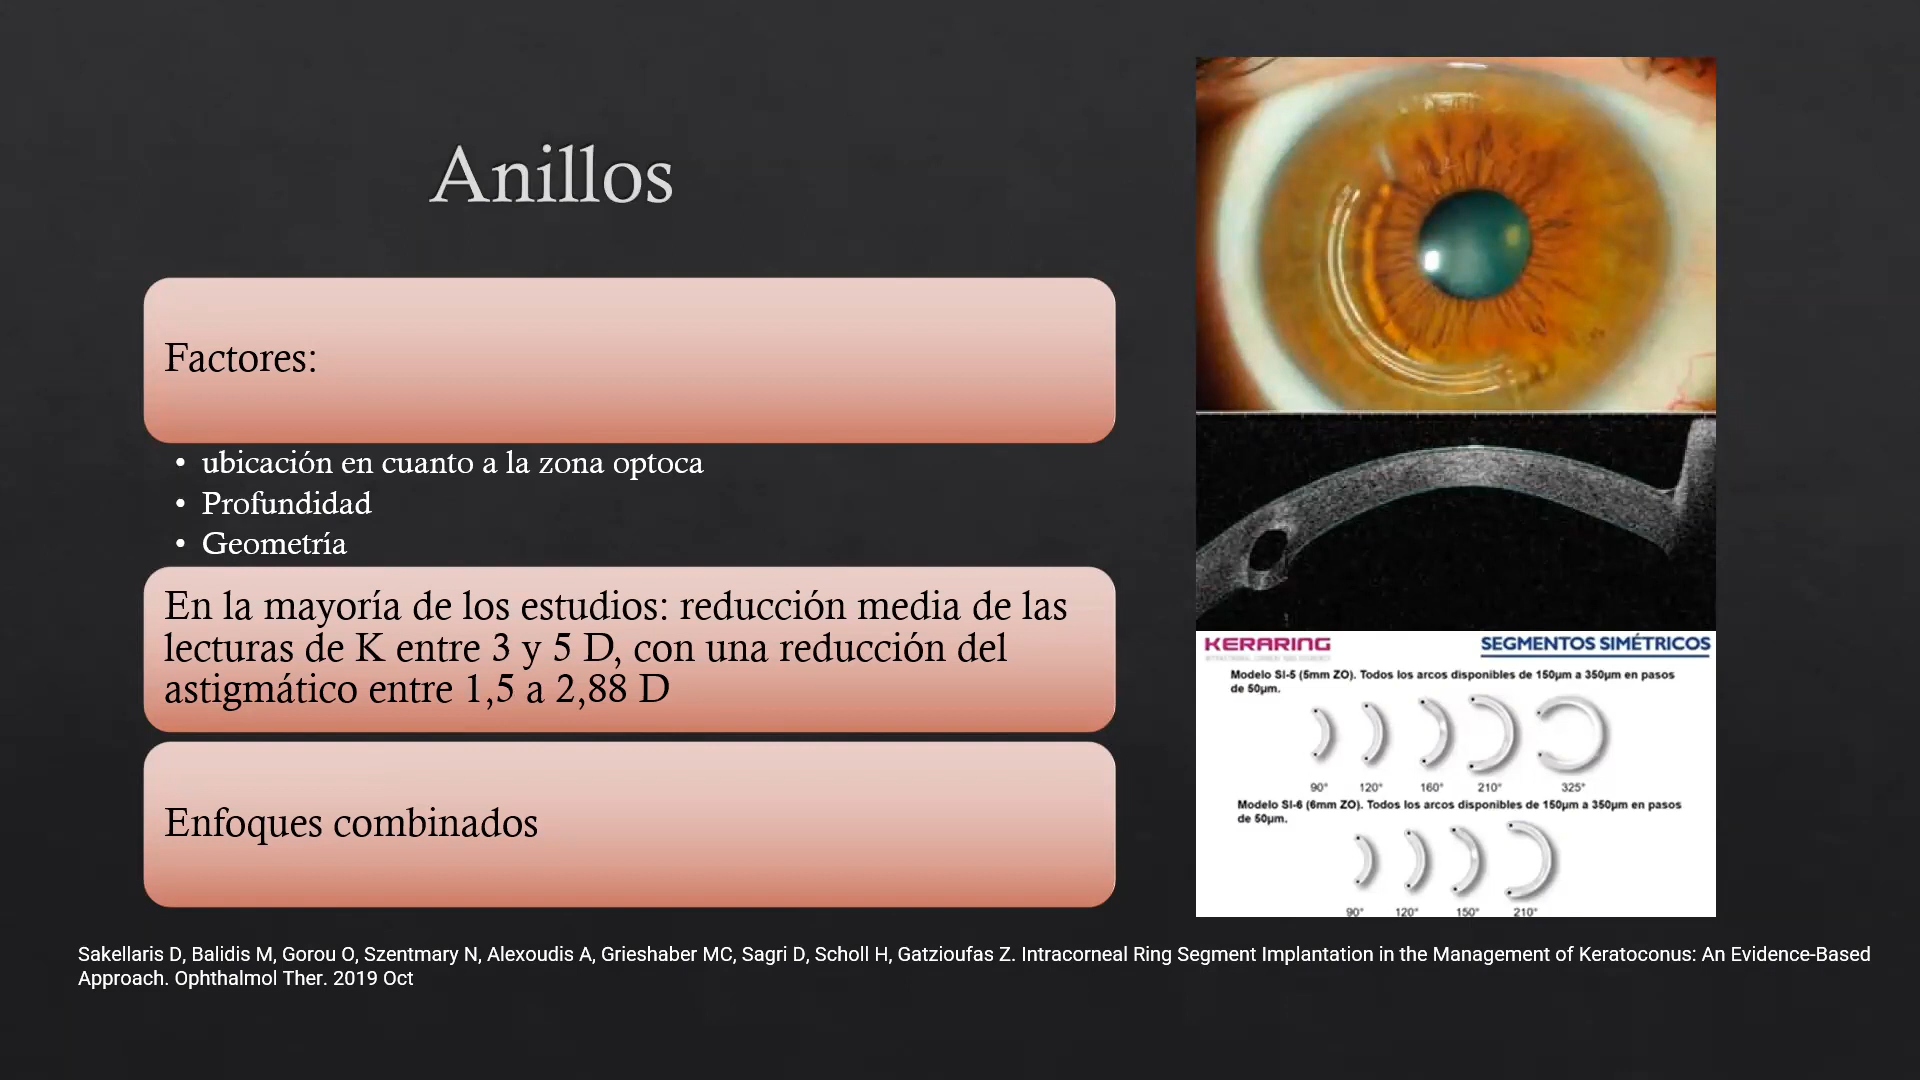 Anillos
Factores:
• ubicación en cuanto a la zona optoca
• Profundidad
• Geometría
En la mayoría de los estudios: reducción media de las
lecturas de K entre 3 y 5 D, con una reducción del
astigmático entre 1,5 a 2,88 D
Enfoques combinados
KERARING
SEGMENTOS SIMÉTRICOS
Modelo SI-5 (5mm ZO). Todos los arcos disponibles de 150µm a 350µm en pasos
de 50µm.
90° 120° 160° 210° 325°
Modelo SI-6 (6mm ZO). Todos los arcos disponibles de 150µm a 350µm en pasos
de 50µm.
90° 120° 150° 210°
Sakellaris D, Balidis M, Gorou O, Szentmary N, Alexoudis A, Grieshaber MC, Sagri D, Scholl H, Gatzioufas Z. Intracorneal Ring Segment Implantation in the Management of Keratoconus: An Evidence-Based
Approach. Ophthalmol Ther. 2019 Oct